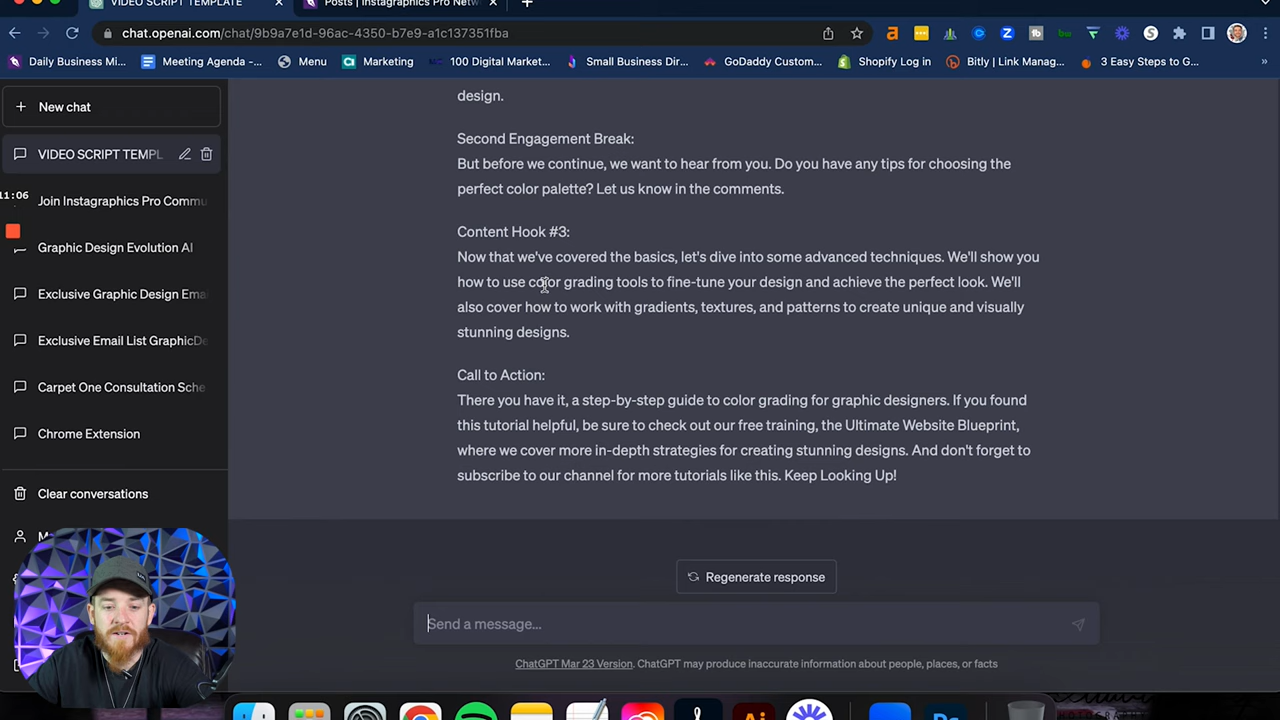 VIDEO SCRIPT TEMPLATE
Posts | Instagraphics Pro Netw
chat.openai.com/chat/9b9a7e1d-96ac-4350-b7e9-a1c137351fba
Daily Business Mi... Meeting Agenda -... Menu Marketing 100 Digital Market... Small Business Dir... GoDaddy Custom... Shopify Log in Bitly | Link Manag... 3 Easy Steps to G... »
New chat
VIDEO SCRIPT TEMPL
11:06
Join Instagraphics Pro Commu
Graphic Design Evolution AI
Exclusive Graphic Design Ema
Exclusive Email List GraphicDe
Carpet One Consultation Sche
Chrome Extension
Clear conversations
design.
Second Engagement Break:
But before we continue, we want to hear from you. Do you have any tips for choosing the
perfect color palette? Let us know in the comments.
Content Hook #3:
Now that we've covered the basics, let's dive into some advanced techniques. We'll show you
how to use color grading tools to fine-tune your design and achieve the perfect look. We'll
also cover how to work with gradients, textures, and patterns to create unique and visually
stunning designs.
Call to Action:
There you have it, a step-by-step guide to color grading for graphic designers. If you found
this tutorial helpful, be sure to check out our free training, the Ultimate Website Blueprint,
where we cover more in-depth strategies for creating stunning designs. And don't forget to
subscribe to our channel for more tutorials like this. Keep Looking Up!
Regenerate response
Send a message...
ChatGPT Mar 23 Version. ChatGPT may produce inaccurate information about people, places, or facts